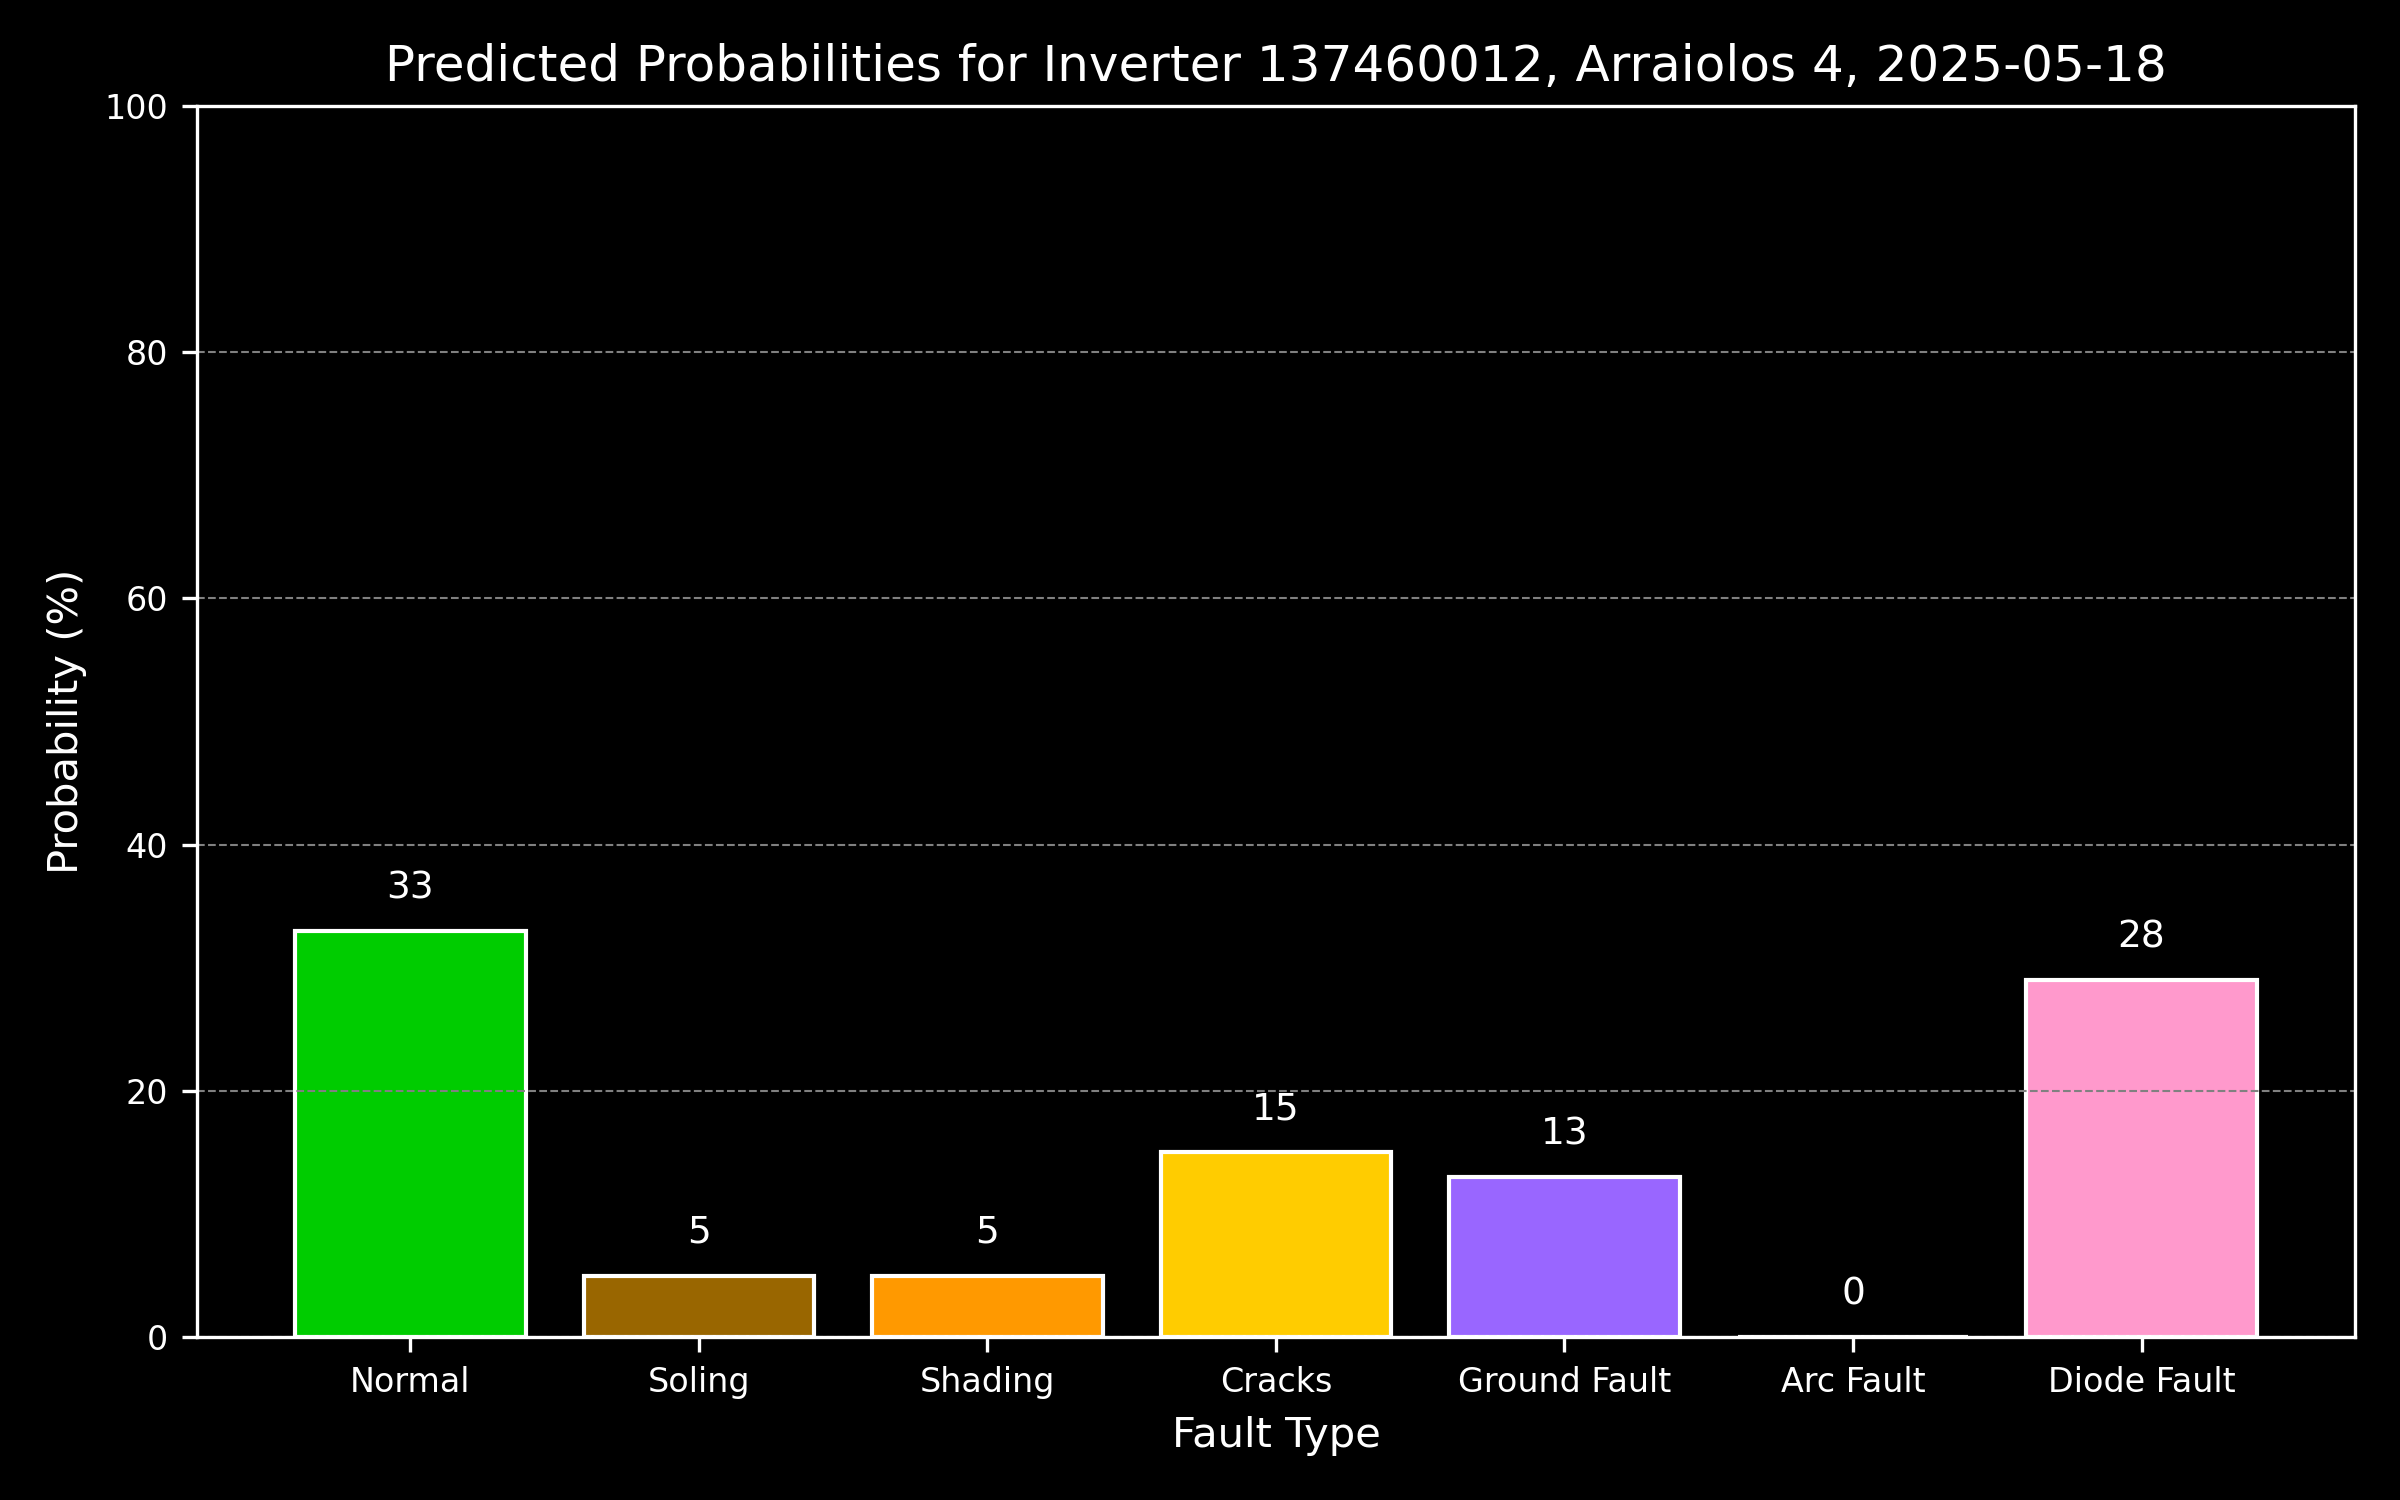 Predicted Probabilities for Inverter 137460012, Arraiolos 4, 2025-05-18
100
80
60
40
20
0
Probability (%)
33
5
5
15
13
0
28
Normal
Soling
Shading
Cracks
Ground Fault
Arc Fault
Diode Fault
Fault Type